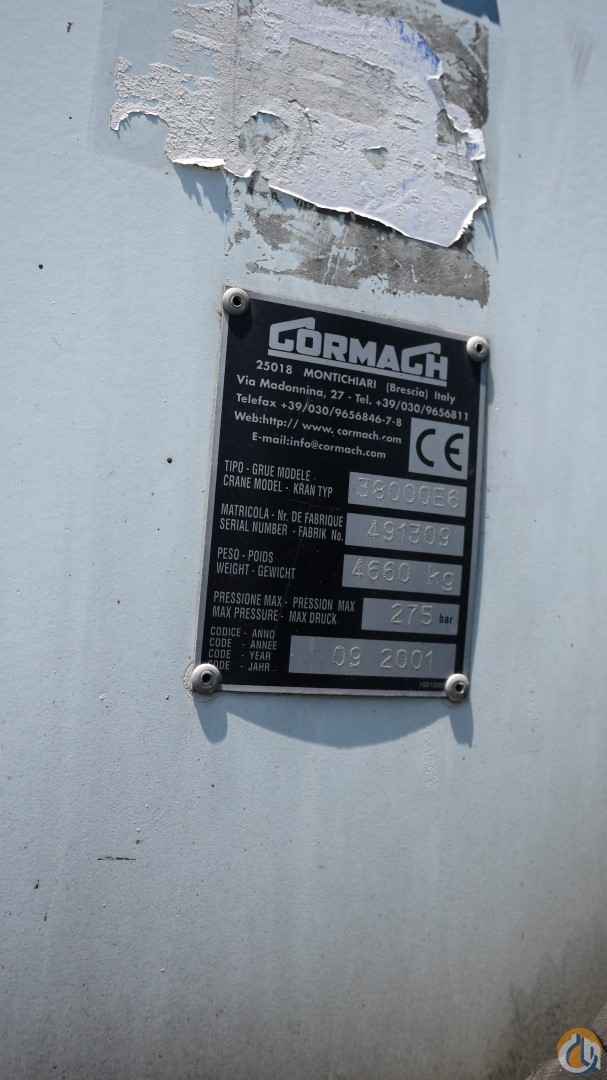 CORMACH
25018 MONTICHIARI (Brescia) Italy
Via Madonnina, 27 - Tel. +39/030/9656811
Telefax +39/030/9656846-7-8
Web:http:// www. cormach.com
E-mail:info@cormach.com
CE
TIPO - GRUE MODELE
CRANE MODEL - KRAN TYP
38000E6
MATRICOLA - Nr. DE FABRIQUE
SERIAL NUMBER - FABRIK No.
491309
PESO - POIDS
WEIGHT - GEWICHT
4660 kg
PRESSIONE MAX - PRESSION MAX
MAX PRESSURE - MAX DRUCK
275 bar
CODICE - ANNO
CODE - ANNEE
CODE - YEAR
CODE - JAHR
09 2001